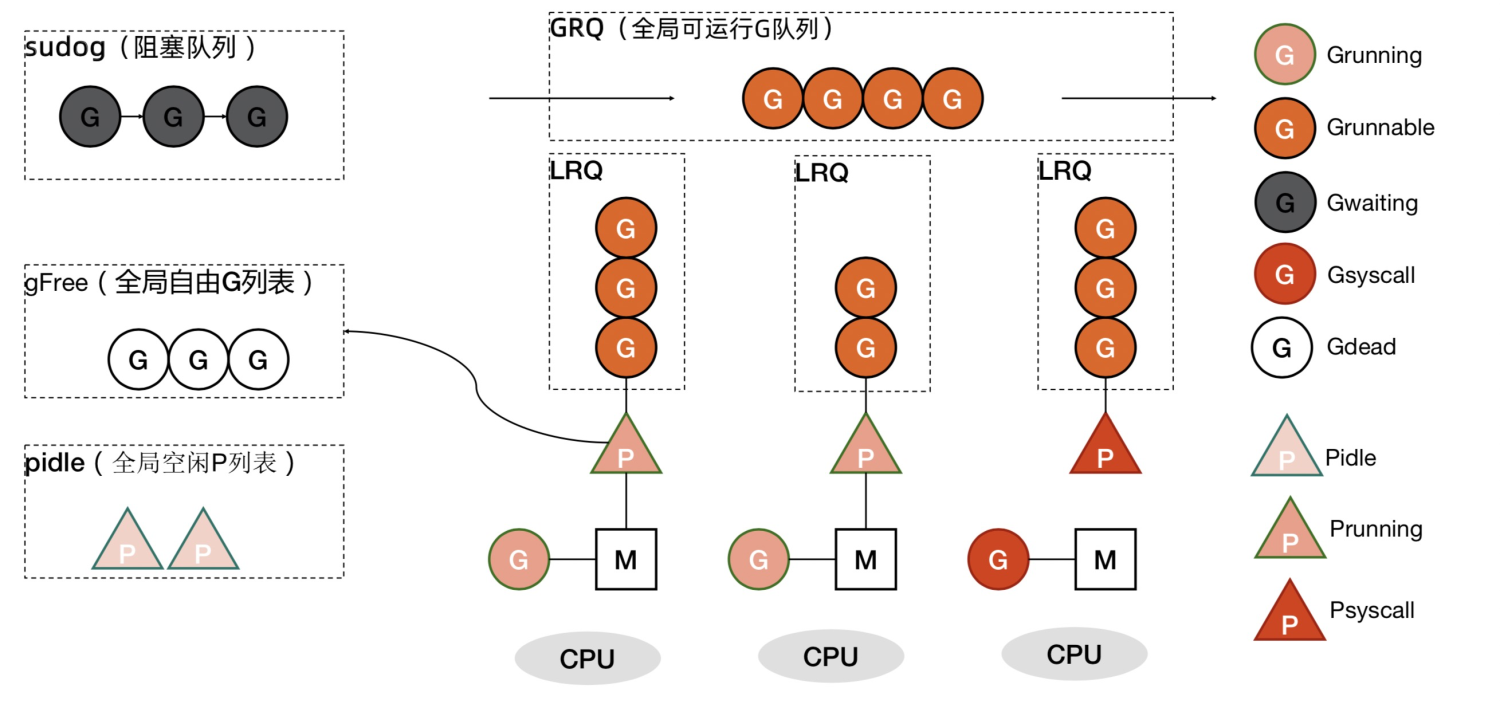 sudog（阻塞队列）
G G G
gFree（全局自由G列表）
G G G
pidle（全局空闲P列表）
P P
GRQ（全局可运行G队列）
G G G G
LRQ
G
G
G
P
G M
CPU
LRQ
G
G
P
G M
CPU
LRQ
G
G
G
P
G M
CPU
G Grunning
G Grunnable
G Gwaiting
G Gsyscall
G Gdead
P Pidle
P Prunning
P Psyscall